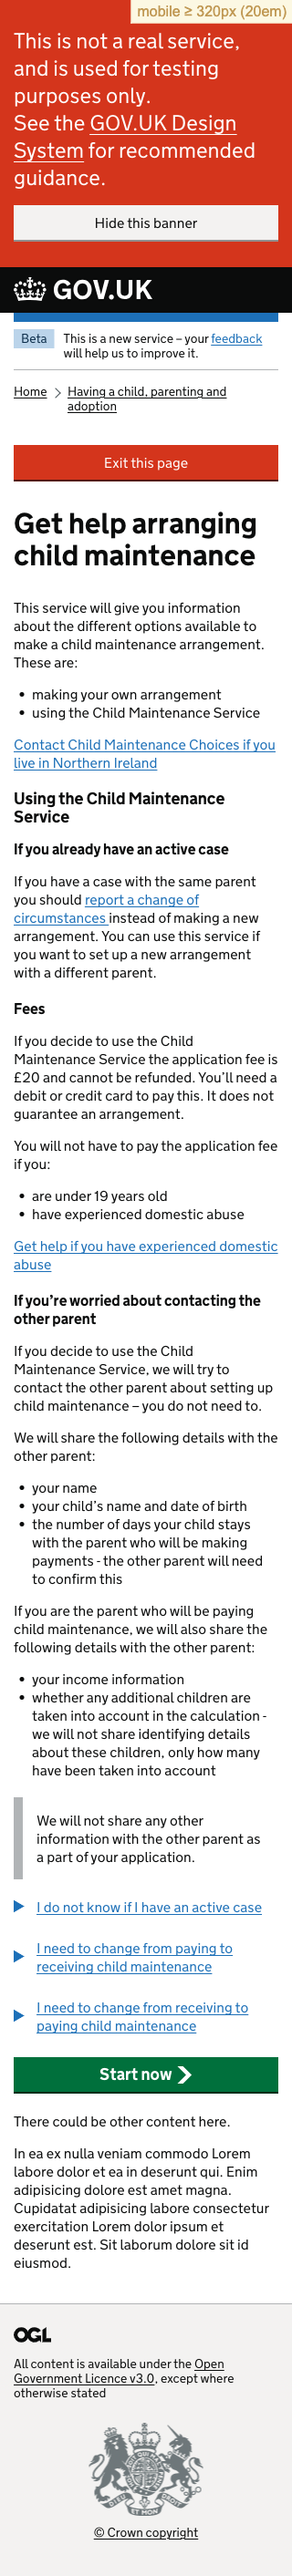 mobile ≥ 320px (20em)
This is not a real service,
and is used for testing
purposes only.
See the GOV.UK Design
System for recommended
guidance.
Hide this banner
GOV.UK
Beta
This is a new service – your feedback
will help us to improve it.
Home
Having a child, parenting and
adoption
Exit this page
Get help arranging
child maintenance
This service will give you information
about the different options available to
make a child maintenance arrangement.
These are:
• making your own arrangement
• using the Child Maintenance Service
Contact Child Maintenance Choices if you
live in Northern Ireland
Using the Child Maintenance
Service
If you already have an active case
If you have a case with the same parent
you should report a change of
circumstances instead of making a new
arrangement. You can use this service if
you want to set up a new arrangement
with a different parent.
Fees
If you decide to use the Child
Maintenance Service the application fee is
£20 and cannot be refunded. You’ll need a
debit or credit card to pay this. It does not
guarantee an arrangement.
You will not have to pay the application fee
if you:
• are under 19 years old
• have experienced domestic abuse
Get help if you have experienced domestic
abuse
If you’re worried about contacting the
other parent
If you decide to use the Child
Maintenance Service, we will try to
contact the other parent about setting up
child maintenance – you do not need to.
We will share the following details with the
other parent:
• your name
• your child’s name and date of birth
• the number of days your child stays
with the parent who will be making
payments - the other parent will need
to confirm this
If you are the parent who will be paying
child maintenance, we will also share the
following details with the other parent:
• your income information
• whether any additional children are
taken into account in the calculation -
we will not share identifying details
about these children, only how many
have been taken into account
We will not share any other
information with the other parent as
a part of your application.
I do not know if I have an active case
I need to change from paying to
receiving child maintenance
I need to change from receiving to
paying child maintenance
Start now
There could be other content here.
In ea ex nulla veniam commodo Lorem
labore dolor et ea in deserunt qui. Enim
adipisicing dolore est amet magna.
Cupidatat adipisicing labore consectetur
exercitation Lorem dolor ipsum et
deserunt est. Sit laborum dolore sit id
eiusmod.
OGL
All content is available under the Open
Government Licence v3.0, except where
otherwise stated
© Crown copyright